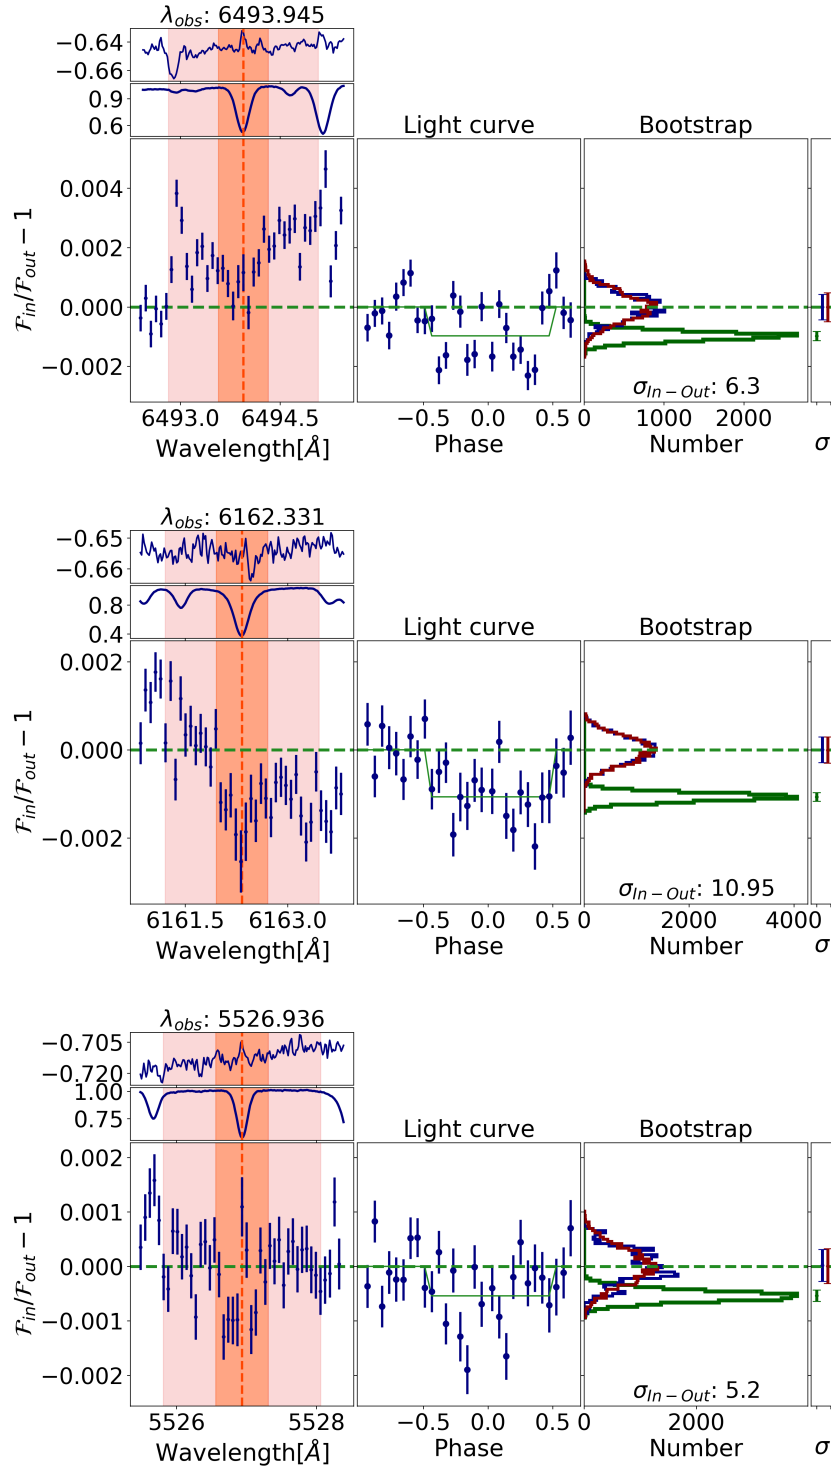 λobs: 6493.945
−0.64
−0.66
0.9
0.6
Light curve
Bootstrap
0.004
0.002
0.000
−0.002
Fin/Fout − 1
σIn−Out: 6.3
6493.0 6494.5
−0.5 0.0 0.5
0 1000 2000
Wavelength[Å]
Phase
Number
σ
λobs: 6162.331
−0.65
−0.66
0.8
0.4
Light curve
Bootstrap
0.002
0.000
−0.002
Fin/Fout − 1
σIn−Out: 10.95
6161.5 6163.0
−0.5 0.0 0.5
0 2000 4000
Wavelength[Å]
Phase
Number
σ
λobs: 5526.936
−0.705
−0.720
1.00
0.75
Light curve
Bootstrap
0.002
0.001
0.000
−0.001
−0.002
Fin/Fout − 1
σIn−Out: 5.2
5526 5528
−0.5 0.0 0.5
0 2000
Wavelength[Å]
Phase
Number
σ